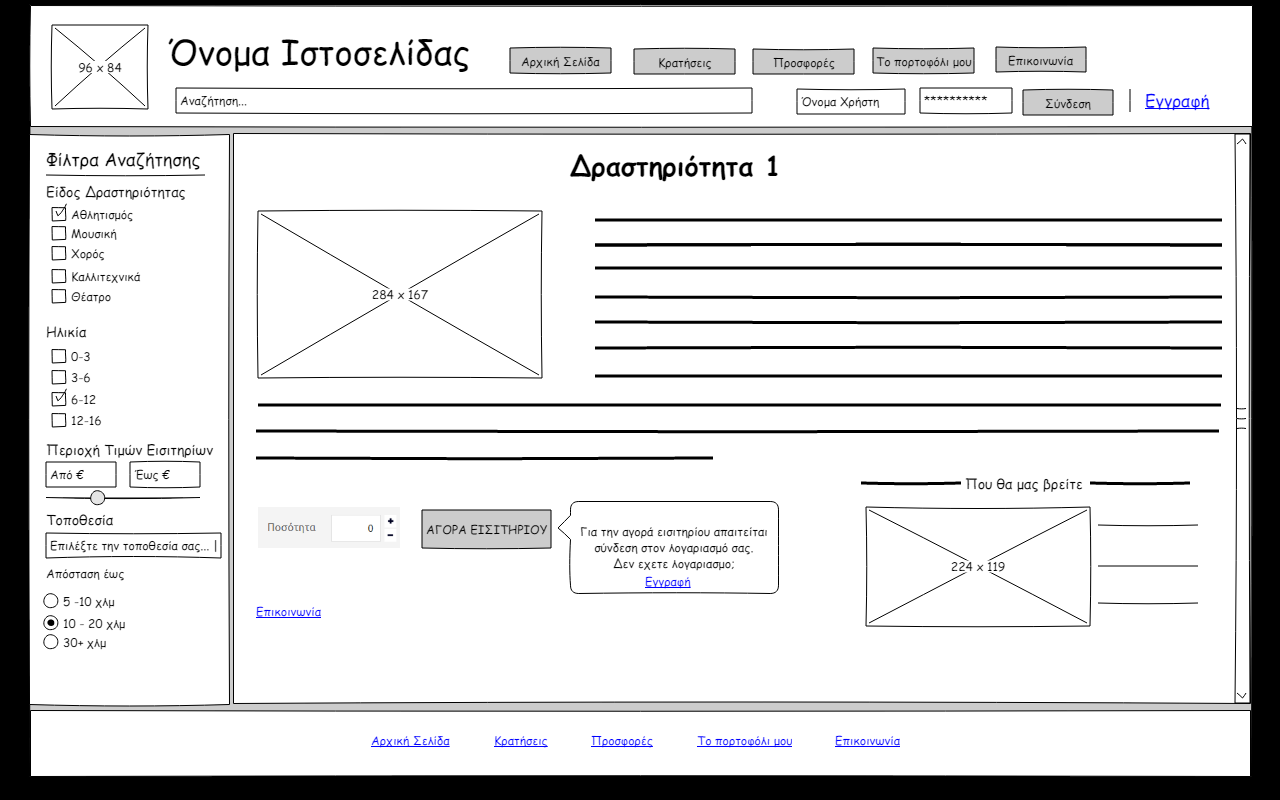 96 x 84
Όνομα Ιστοσελίδας
Αρχική Σελίδα
Κρατήσεις
Προσφορές
Το πορτοφόλι μου
Επικοινωνία
Αναζήτηση...
Όνομα Χρήστη
**********
Σύνδεση
Εγγραφή
Φίλτρα Αναζήτησης
Είδος Δραστηριότητας
Αθλητισμός
Μουσική
Χορός
Καλλιτεχνικά
Θέατρο
Ηλικία
0-3
3-6
6-12
12-16
Περιοχή Τιμών Εισιτηρίων
Από €
Έως €
Τοποθεσία
Επιλέξτε την τοποθεσία σας... |
Απόσταση έως
5 -10 χλμ
10 - 20 χλμ
30+ χλμ
Δραστηριότητα 1
284 x 167
Που θα μας βρείτε
224 x 119
Ποσότητα
0
+
-
ΑΓΟΡΑ ΕΙΣΙΤΗΡΙΟΥ
Για την αγορά εισιτηρίου απαιτείται
σύνδεση στον λογαριασμό σας.
Δεν εχετε λογαριασμο;
Εγγραφή
Επικοινωνία
Αρχική Σελίδα
Κρατήσεις
Προσφορές
Το πορτοφόλι μου
Επικοινωνία